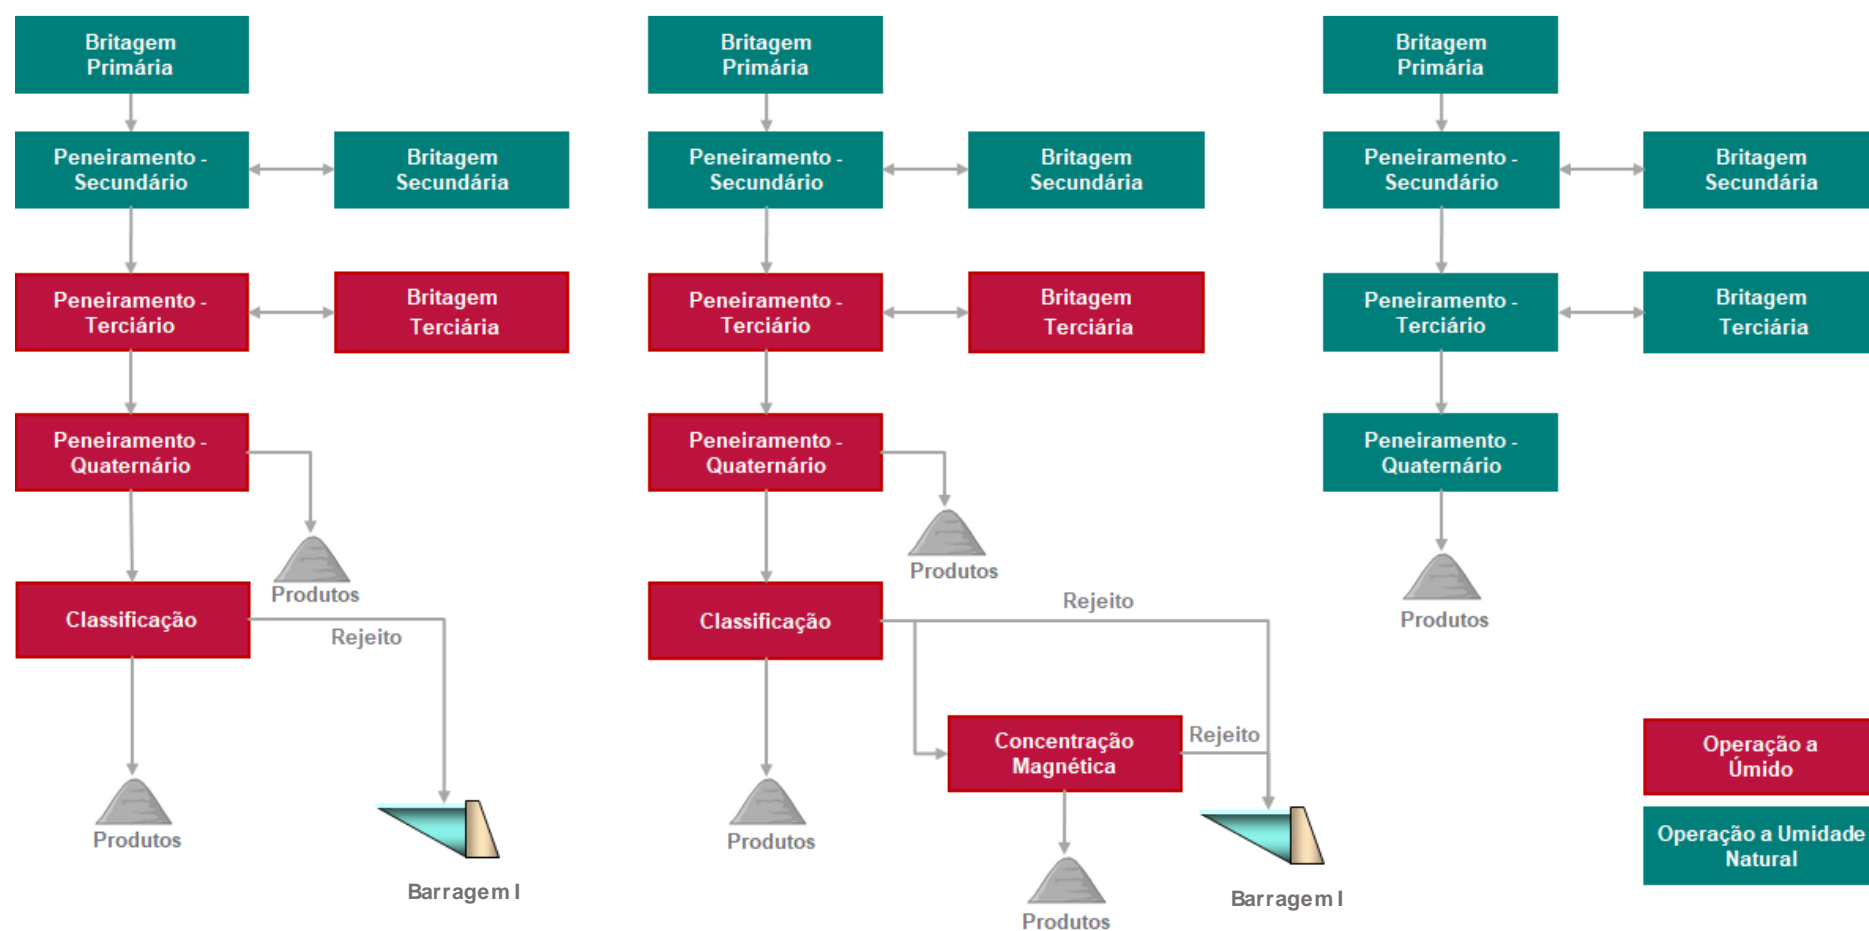 Britagem
Primária
Peneiramento -
Secundário
Britagem
Secundária
Peneiramento -
Terciário
Britagem
Terciária
Peneiramento -
Quaternário
Produtos
Classificação
Rejeito
Produtos
Barragem I
Britagem
Primária
Peneiramento -
Secundário
Britagem
Secundária
Peneiramento -
Terciário
Britagem
Terciária
Peneiramento -
Quaternário
Produtos
Classificação
Rejeito
Concentração
Magnética
Rejeito
Produtos
Produtos
Barragem I
Britagem
Primária
Peneiramento -
Secundário
Britagem
Secundária
Peneiramento -
Terciário
Britagem
Terciária
Peneiramento -
Quaternário
Produtos
Operação a
Úmido
Operação a Umidade
Natural